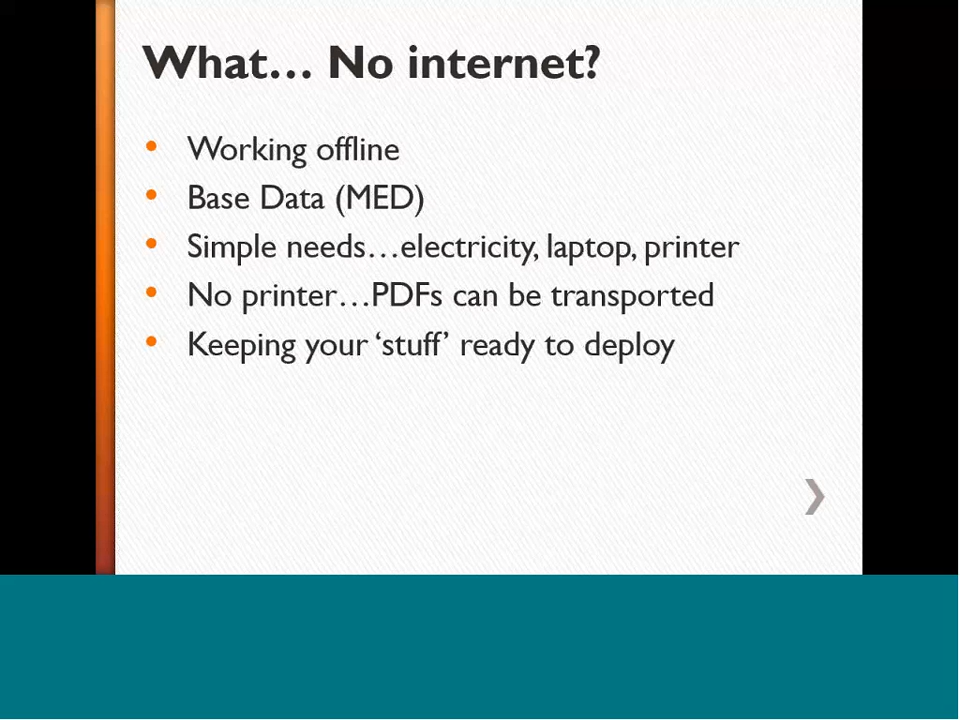 What… No internet?
• Working offline
• Base Data (MED)
• Simple needs…electricity, laptop, printer
• No printer…PDFs can be transported
• Keeping your ‘stuff’ ready to deploy